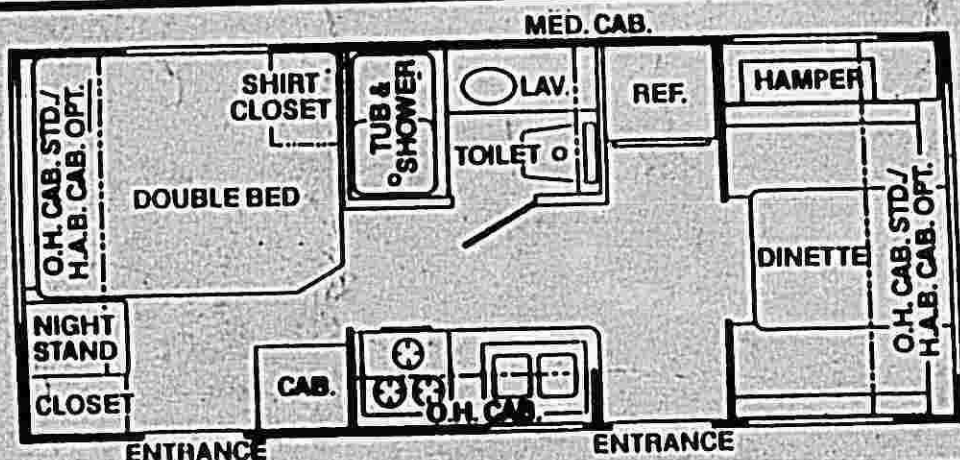 MED. CAB.
O.H. CAB. STD./
H.A.B. CAB. OPT.
SHIRT
CLOSET
DOUBLE BED
TUB &
SHOWER
LAV.
TOILET
REF.
HAMPER
DINETTE
O.H. CAB. STD./
H.A.B. CAB. OPT.
NIGHT
STAND
CLOSET
CAB.
O.H. CAB.
ENTRANCE
ENTRANCE